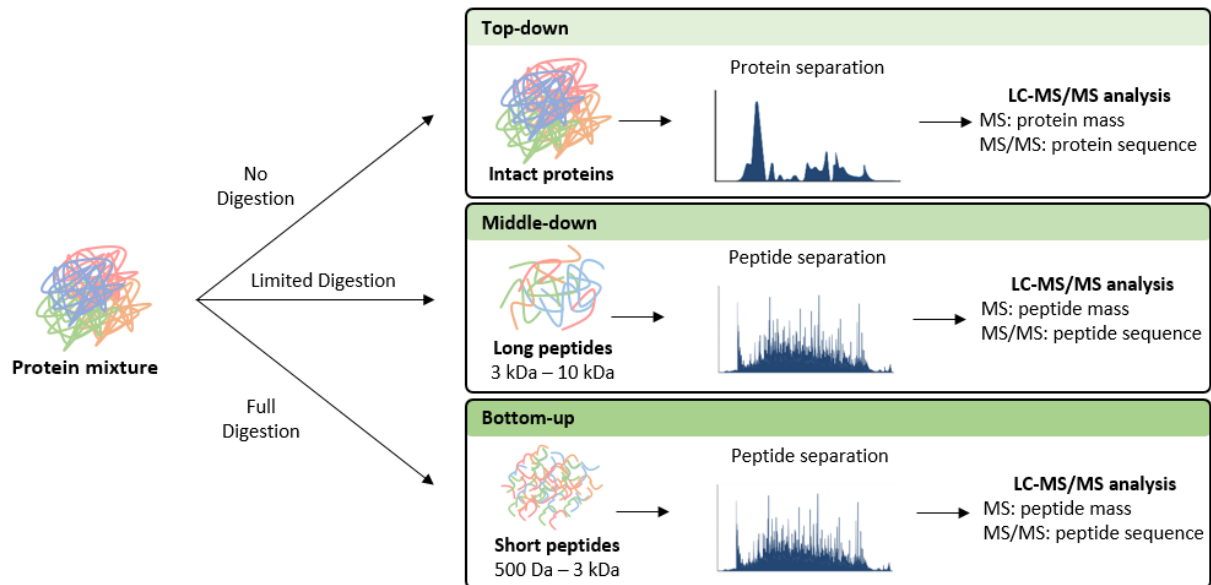 Protein mixture
No
Digestion
Limited Digestion
Full
Digestion
Top-down
Intact proteins
Protein separation
LC-MS/MS analysis
MS: protein mass
MS/MS: protein sequence
Middle-down
Long peptides
3 kDa – 10 kDa
Peptide separation
LC-MS/MS analysis
MS: peptide mass
MS/MS: peptide sequence
Bottom-up
Short peptides
500 Da – 3 kDa
Peptide separation
LC-MS/MS analysis
MS: peptide mass
MS/MS: peptide sequence